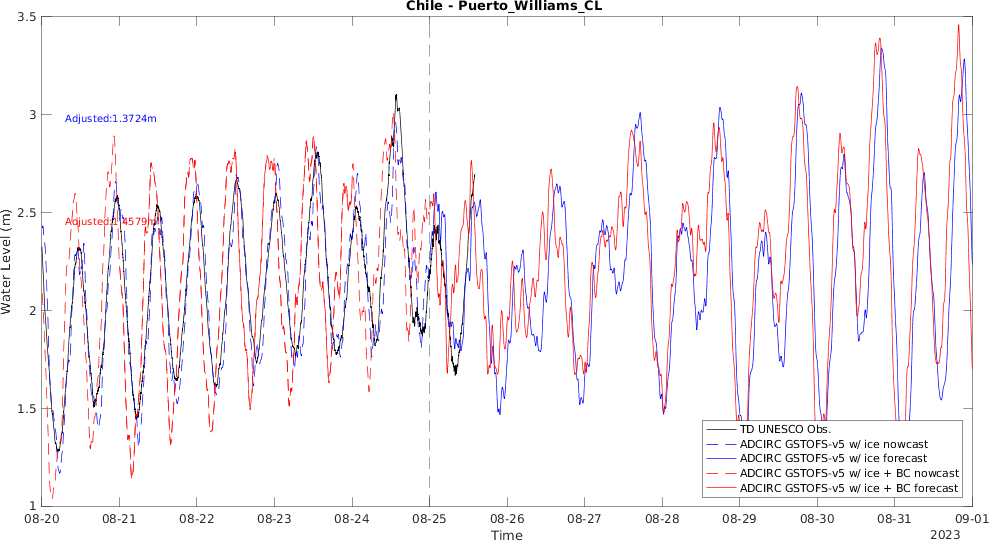 Chile - Puerto_Williams_CL
3.5
3
2.5
2
1.5
1
Water Level (m)
Adjusted:1.3724m
Adjusted:1.4579m
TD UNESCO Obs.
ADCIRC GSTOFS-v5 w/ ice nowcast
ADCIRC GSTOFS-v5 w/ ice forecast
ADCIRC GSTOFS-v5 w/ ice + BC nowcast
ADCIRC GSTOFS-v5 w/ ice + BC forecast
08-20 08-21 08-22 08-23 08-24 08-25 08-26 08-27 08-28 08-29 08-30 08-31 09-01
Time
2023